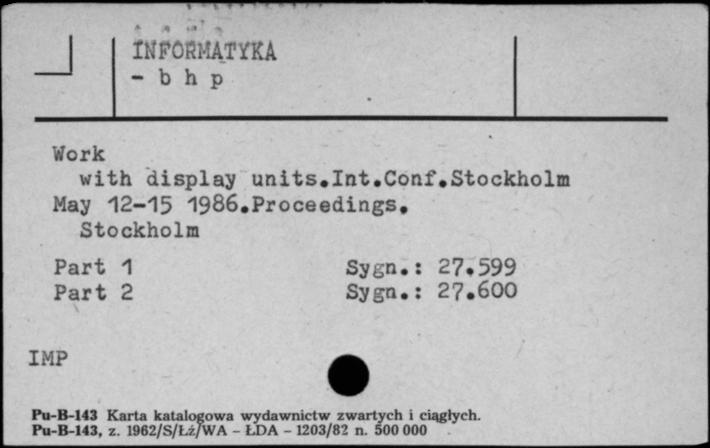 INFORMATYKA
- b h p
Work
with display units.Int.Conf.Stockholm
May 12-15 1986.Proceedings.
Stockholm
Part 1 Sygn.: 27.599
Part 2 Sygn.: 27.600
IMP
Pu-B-143 Karta katalogowa wydawnictw zwartych i ciągłych.
Pu-B-143, z. 1962/S/Łź/WA - ŁDA - 1203/82 n. 500 000